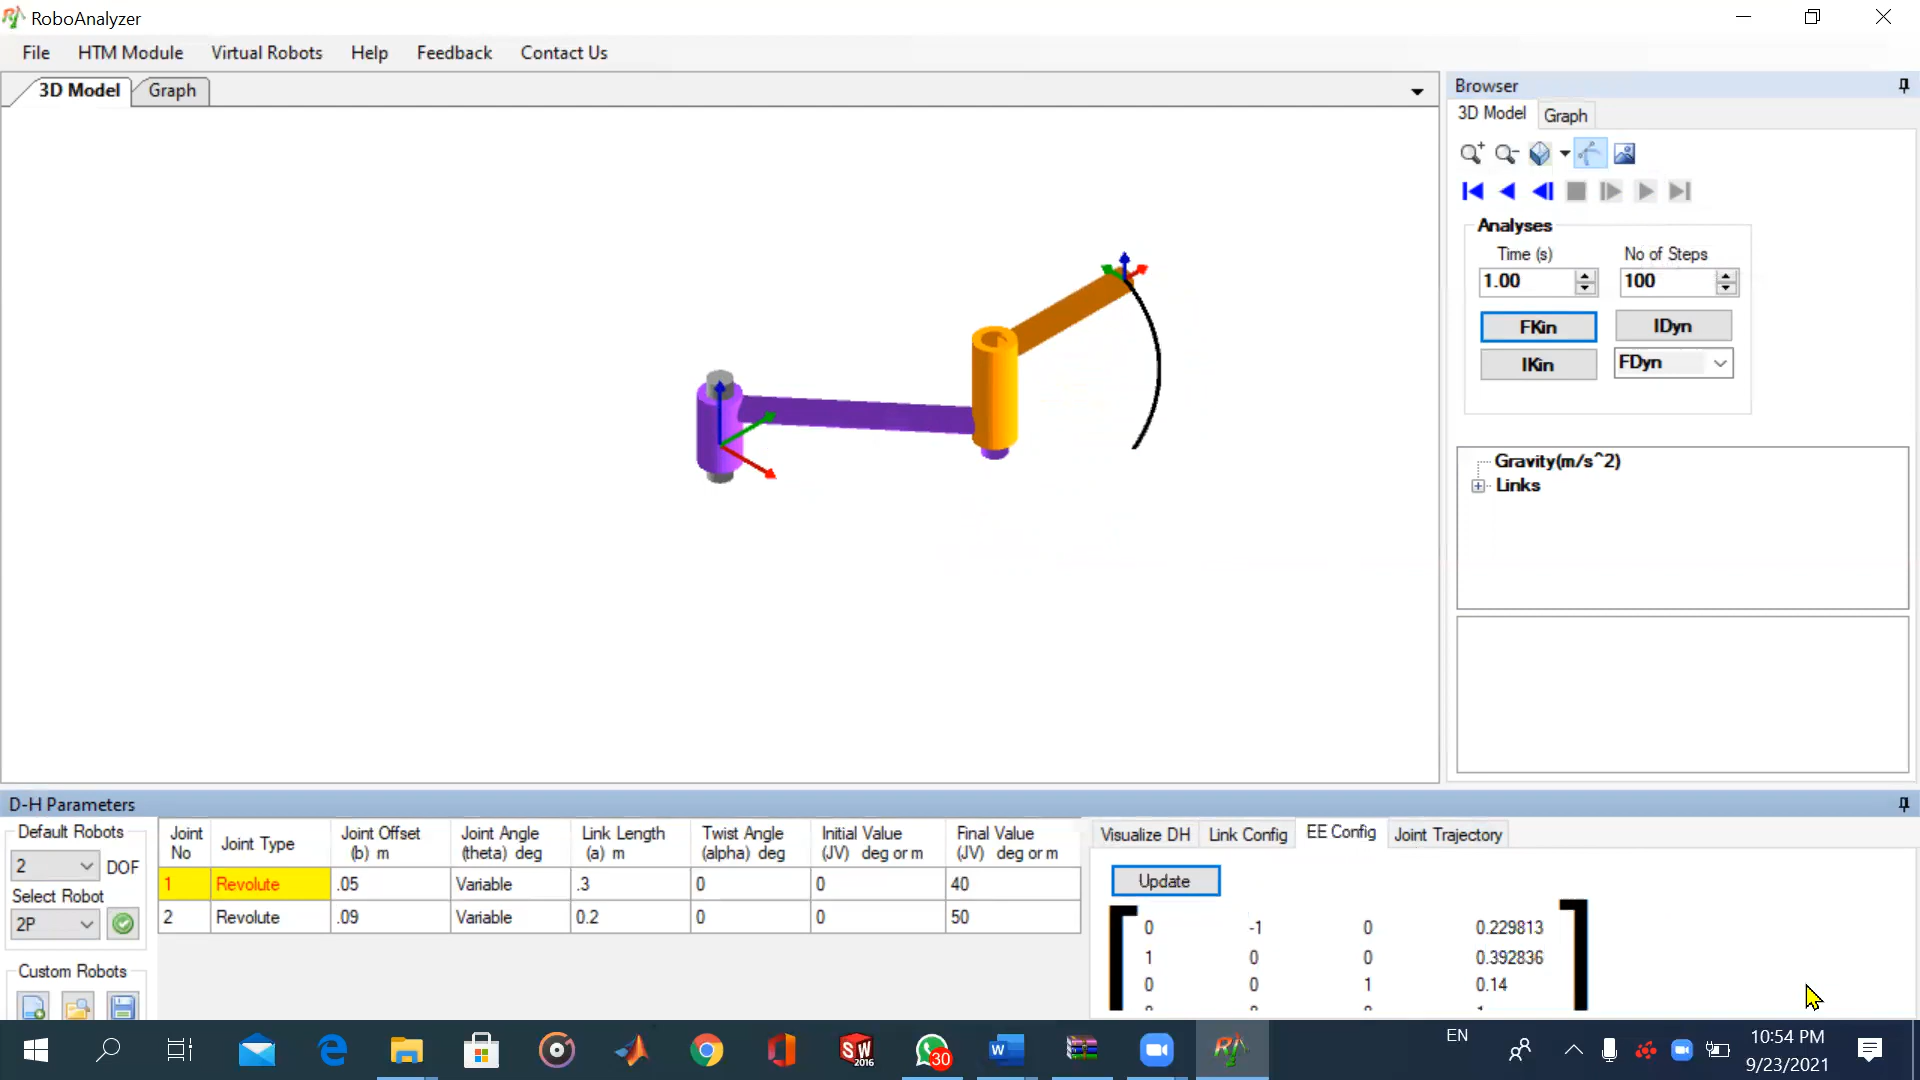 RoboAnalyzer
File HTM Module Virtual Robots Help Feedback Contact Us
3D Model Graph
Browser
3D Model Graph
Analyses
Time (s) No of Steps
1.00 100
FKin IDyn
IKin FDyn
Gravity(m/s^2)
Links
D-H Parameters
Default Robots
2 DOF
Select Robot
2P
Custom Robots
Joint No Joint Type Joint Offset (b) m Joint Angle (theta) deg Link Length (a) m Twist Angle (alpha) deg Initial Value (JV) deg or m Final Value (JV) deg or m
1 Revolute .05 Variable .3 0 0 40
2 Revolute .09 Variable 0.2 0 0 50
Visualize DH Link Config EE Config Joint Trajectory
Update
0 -1 0 0.229813
1 0 0 0.392836
0 0 1 0.14
SW 2016
30
W
EN
10:54 PM
9/23/2021